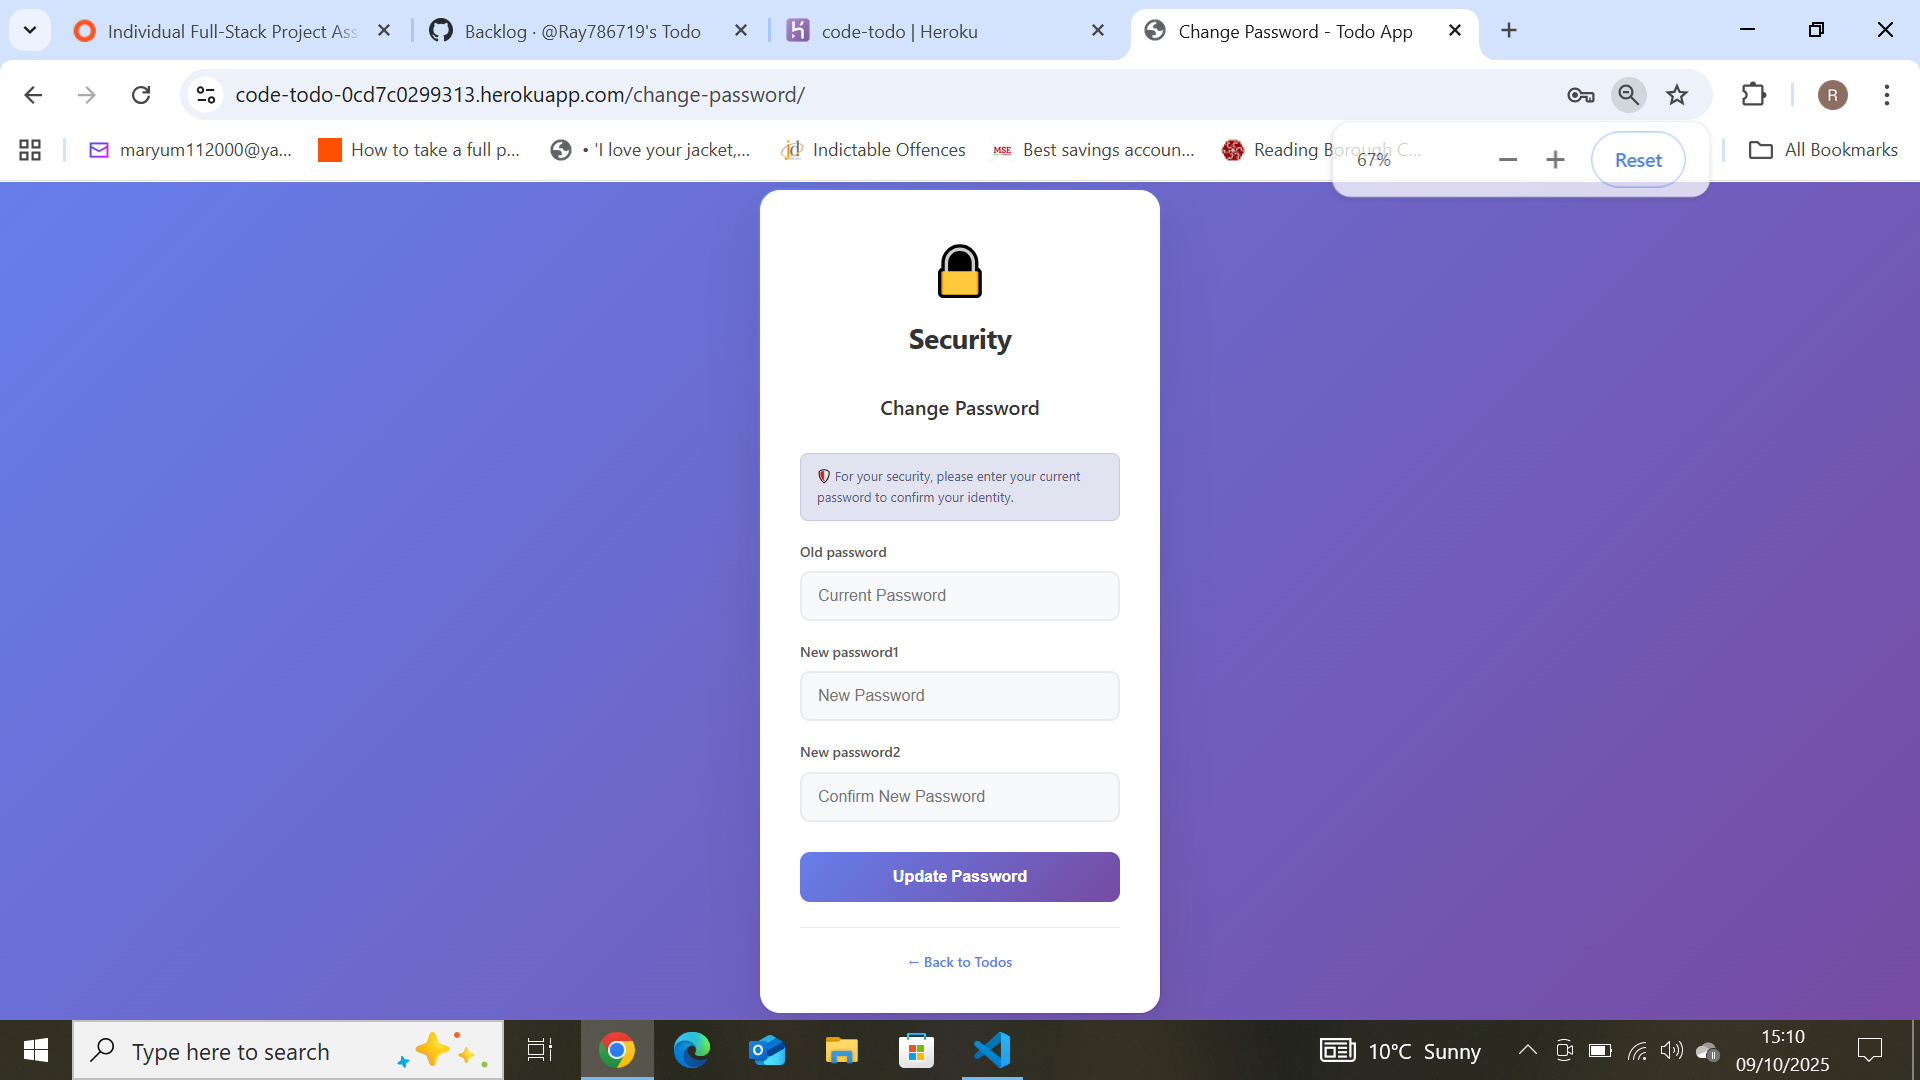 Individual Full-Stack Project Ass
Backlog · @Ray786719's Todo
code-todo | Heroku
Change Password - Todo App
code-todo-0cd7c0299313.herokuapp.com/change-password/
R
maryum112000@ya...
How to take a full p...
• 'I love your jacket,...
jd
Indictable Offences
MSE
Best savings accoun...
Reading Borough C...
All Bookmarks
67%
Reset
Security
Change Password
For your security, please enter your current
password to confirm your identity.
Old password
Current Password
New password1
New Password
New password2
Confirm New Password
Update Password
← Back to Todos
Type here to search
10°C Sunny
15:10
09/10/2025